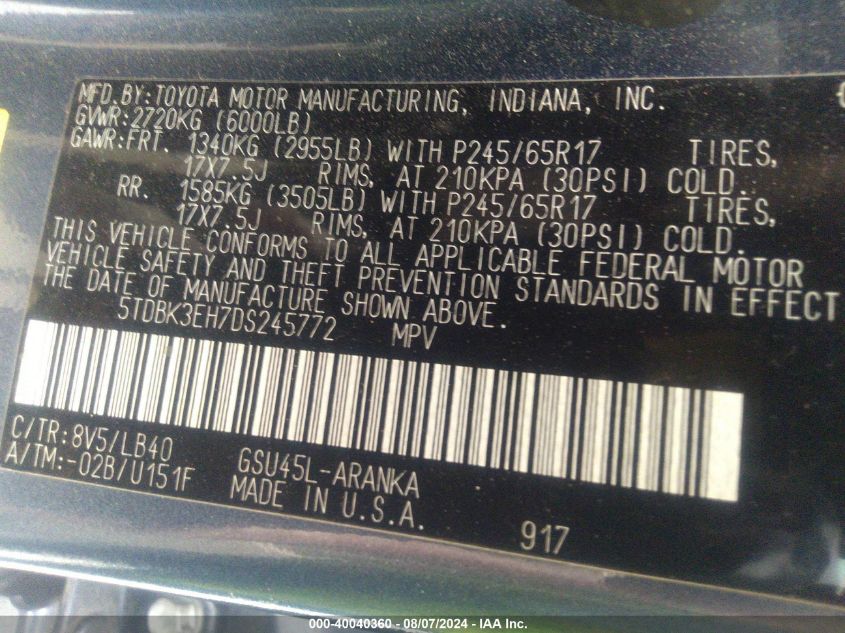 MFD.BY:TOYOTA MOTOR MANUFACTURING, INDIANA, INC.
GVWR:2720KG (6000LB)
GAWR:FRT. 1340KG (2955LB) WITH P245/65R17 TIRES,
17X7.5J RIMS, AT 210KPA (30PSI) COLD.
RR. 1585KG (3505LB) WITH P245/65R17 TIRES,
17X7.5J RIMS, AT 210KPA (30PSI) COLD.
THIS VEHICLE CONFORMS TO ALL APPLICABLE FEDERAL MOTOR
VEHICLE SAFETY AND THEFT PREVENTION STANDARDS IN EFFECT
THE DATE OF MANUFACTURE SHOWN ABOVE.
5TDBK3EH7DS245772 MPV
C/TR:8V5/LB40
A/TM:-02B/U151F
GSU45L-ARANKA
MADE IN U.S.A.
917
000-40040360 - 08/07/2024 - IAA Inc.